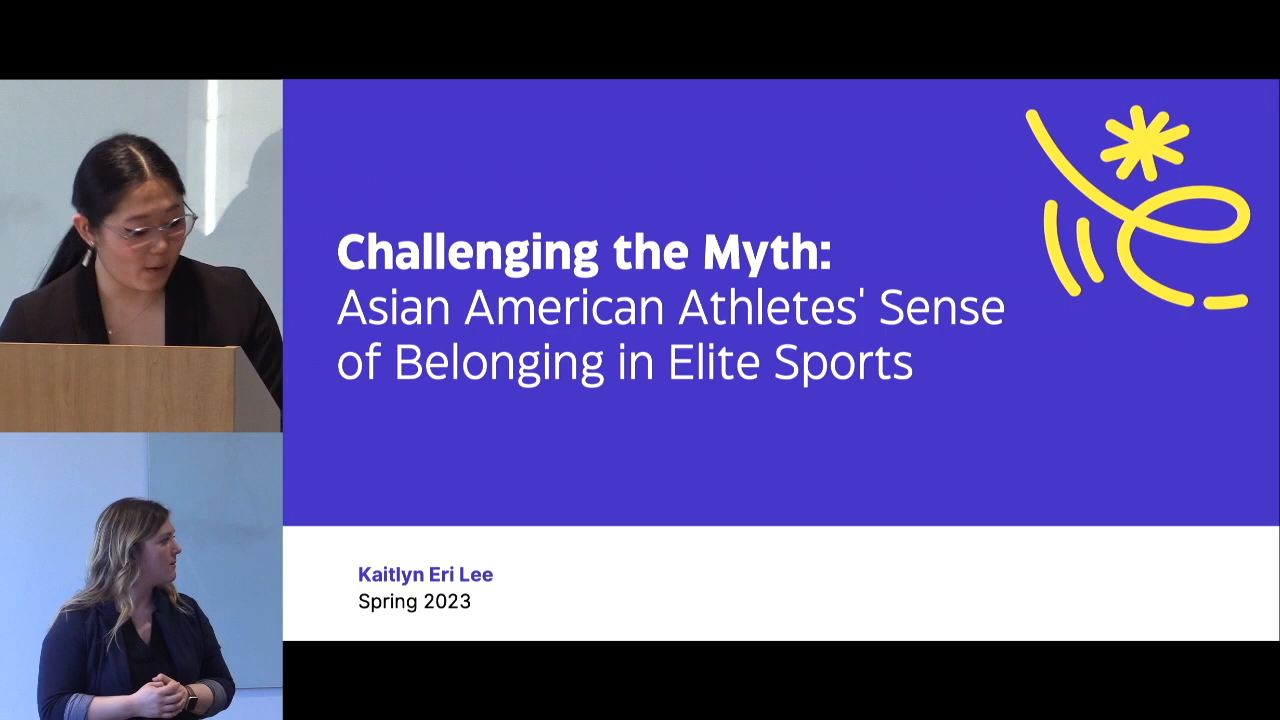 Challenging the Myth:
Asian American Athletes' Sense
of Belonging in Elite Sports
Kaitlyn Eri Lee
Spring 2023